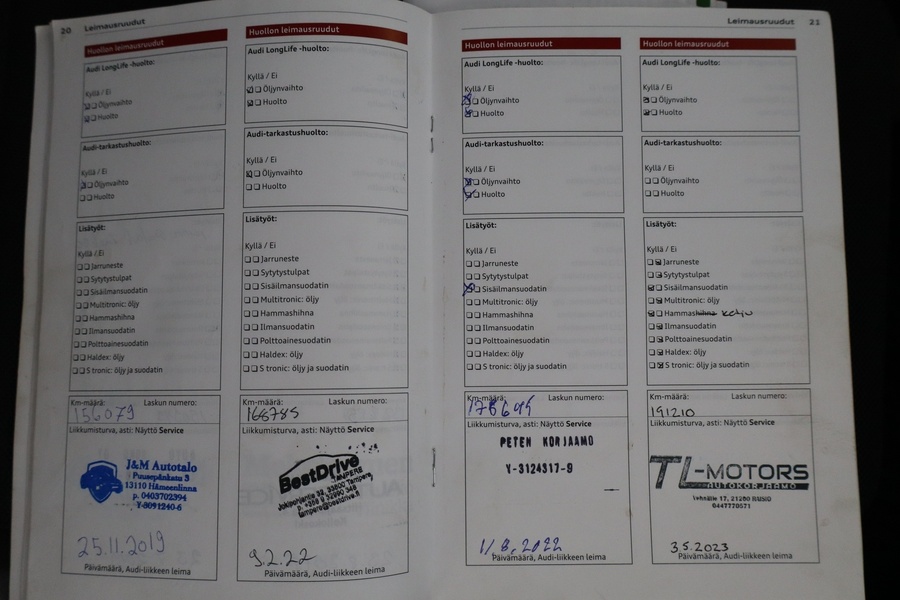 20 Leimausruudut
Huollon leimausruudut
Audi LongLife -huolto:
Kyllä / Ei
Öljynvaihto
Huolto
Audi-tarkastushuolto:
Kyllä / Ei
Öljynvaihto
Huolto
Lisätyöt:
Kyllä / Ei
Jarruneste
Sytytystulpat
Sisäilmansuodatin
Multitronic: öljy
Hammashihna
Ilmansuodatin
Polttoainesuodatin
Haldex: öljy
S tronic: öljy ja suodatin
Km-määrä: Laskun numero:
156079
Liikkumisturva, asti: Näyttö Service
J&M Autotalo
Puusepänkatu 3
13110 Hämeenlinna
p. 0403702394
Y-3091240-6
25.11.2019
Päivämäärä, Audi-liikkeen leima
Huollon leimausruudut
Audi LongLife -huolto:
Kyllä / Ei
Öljynvaihto
Huolto
Audi-tarkastushuolto:
Kyllä / Ei
Öljynvaihto
Huolto
Lisätyöt:
Kyllä / Ei
Jarruneste
Sytytystulpat
Sisäilmansuodatin
Multitronic: öljy
Hammashihna
Ilmansuodatin
Polttoainesuodatin
Haldex: öljy
S tronic: öljy ja suodatin
Km-määrä: Laskun numero:
166785
Liikkumisturva, asti: Näyttö Service
BestDrive
TAMPERE
Jokipohjantie 32, 33800 Tampere
tampere@bestdrive.fi
9.2.22
Päivämäärä, Audi-liikkeen leima
Leimausruudut 21
Huollon leimausruudut
Audi LongLife -huolto:
Kyllä / Ei
Öljynvaihto
Huolto
Audi-tarkastushuolto:
Kyllä / Ei
Öljynvaihto
Huolto
Lisätyöt:
Kyllä / Ei
Jarruneste
Sytytystulpat
Sisäilmansuodatin
Multitronic: öljy
Hammashihna
Ilmansuodatin
Polttoainesuodatin
Haldex: öljy
S tronic: öljy ja suodatin
Km-määrä: Laskun numero:
Liikkumisturva, asti: Näyttö Service
PETEN KORJAAMO
Y-3124317-9
1/8.2022
Päivämäärä, Audi-liikkeen leima
Huollon leimausruudut
Audi LongLife -huolto:
Kyllä / Ei
Öljynvaihto
Huolto
Audi-tarkastushuolto:
Kyllä / Ei
Öljynvaihto
Huolto
Lisätyöt:
Kyllä / Ei
Jarruneste
Sytytystulpat
Sisäilmansuodatin
Multitronic: öljy
Hammashihna ketju
Ilmansuodatin
Polttoainesuodatin
Haldex: öljy
S tronic: öljy ja suodatin
Km-määrä: Laskun numero:
191210
Liikkumisturva, asti: Näyttö Service
TL-MOTORS
AUTOKORJAAMO
21280 RUSKO
0447770571
3.5.2023
Päivämäärä, Audi-liikkeen leima